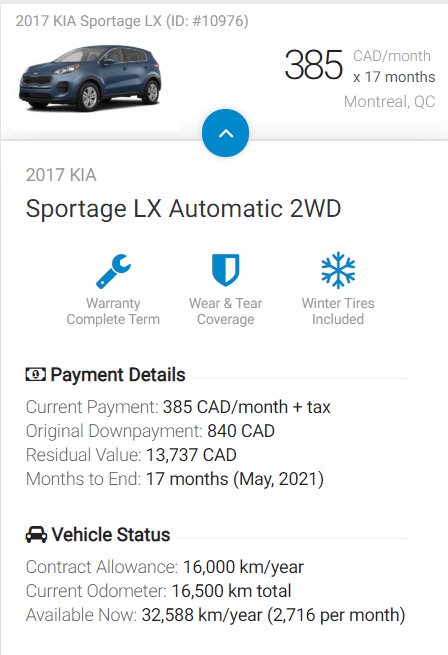 2017 KIA Sportage LX (ID: #10976)
385 CAD/month
x 17 months
Montreal, QC
2017 KIA
Sportage LX Automatic 2WD
Warranty
Complete Term
Wear & Tear
Coverage
Winter Tires
Included
Payment Details
Current Payment: 385 CAD/month + tax
Original Downpayment: 840 CAD
Residual Value: 13,737 CAD
Months to End: 17 months (May, 2021)
Vehicle Status
Contract Allowance: 16,000 km/year
Current Odometer: 16,500 km total
Available Now: 32,588 km/year (2,716 per month)